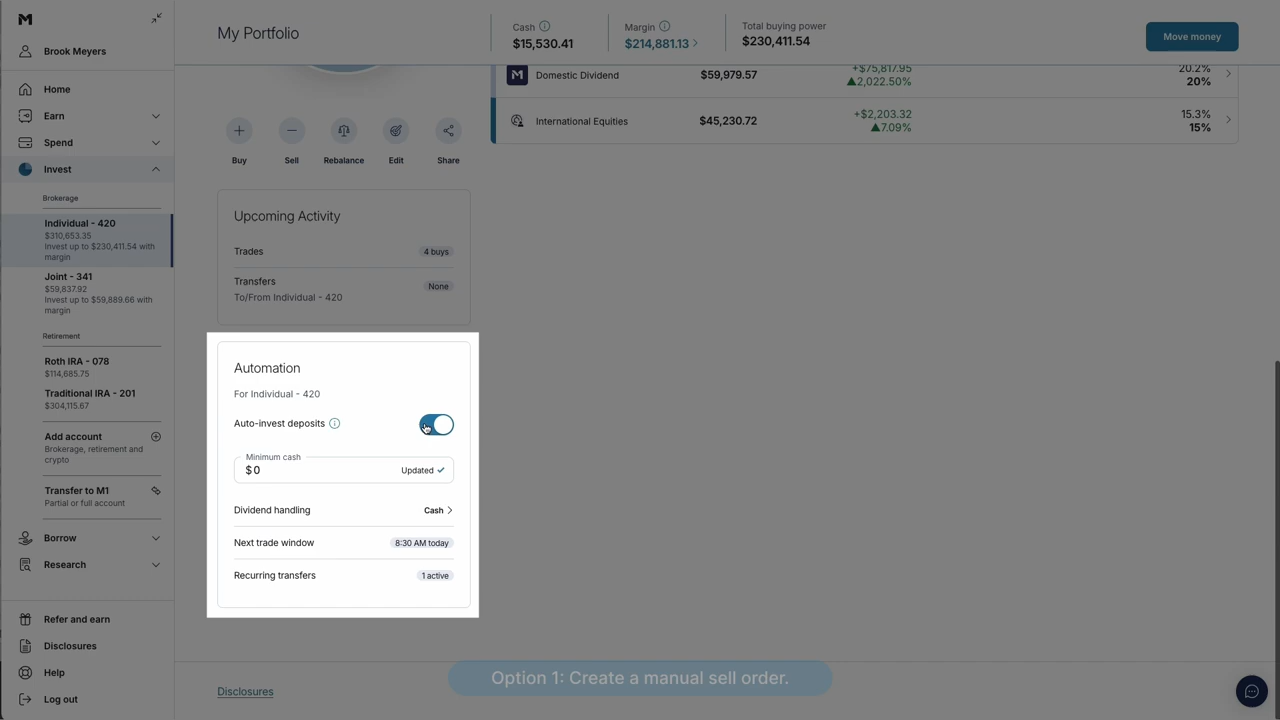 Brook Meyers
Home
Earn
Spend
Invest
Brokerage
Individual - 420
$310,653.35
Invest up to $230,411.54 with
margin
Joint - 341
$59,837.92
Invest up to $59,889.66 with
margin
Retirement
Roth IRA - 078
$114,685.75
Traditional IRA - 201
$304,115.67
Add account
Brokerage, retirement and
crypto
Transfer to M1
Partial or full account
Borrow
Research
Refer and earn
Disclosures
Help
Log out
My Portfolio
Cash
$15,530.41
Margin
$214,881.13
Total buying power
$230,411.54
Move money
Domestic Dividend
$59,979.57
+$75,817.95
▲2,022.50%
20.2%
20%
International Equities
$45,230.72
+$2,203.32
▲7.09%
15.3%
15%
Buy
Sell
Rebalance
Edit
Share
Upcoming Activity
Trades
4 buys
Transfers
None
To/From Individual - 420
Automation
For Individual - 420
Auto-invest deposits
Minimum cash
$0
Updated
Dividend handling
Cash
Next trade window
8:30 AM today
Recurring transfers
1 active
Option 1: Create a manual sell order.
Disclosures